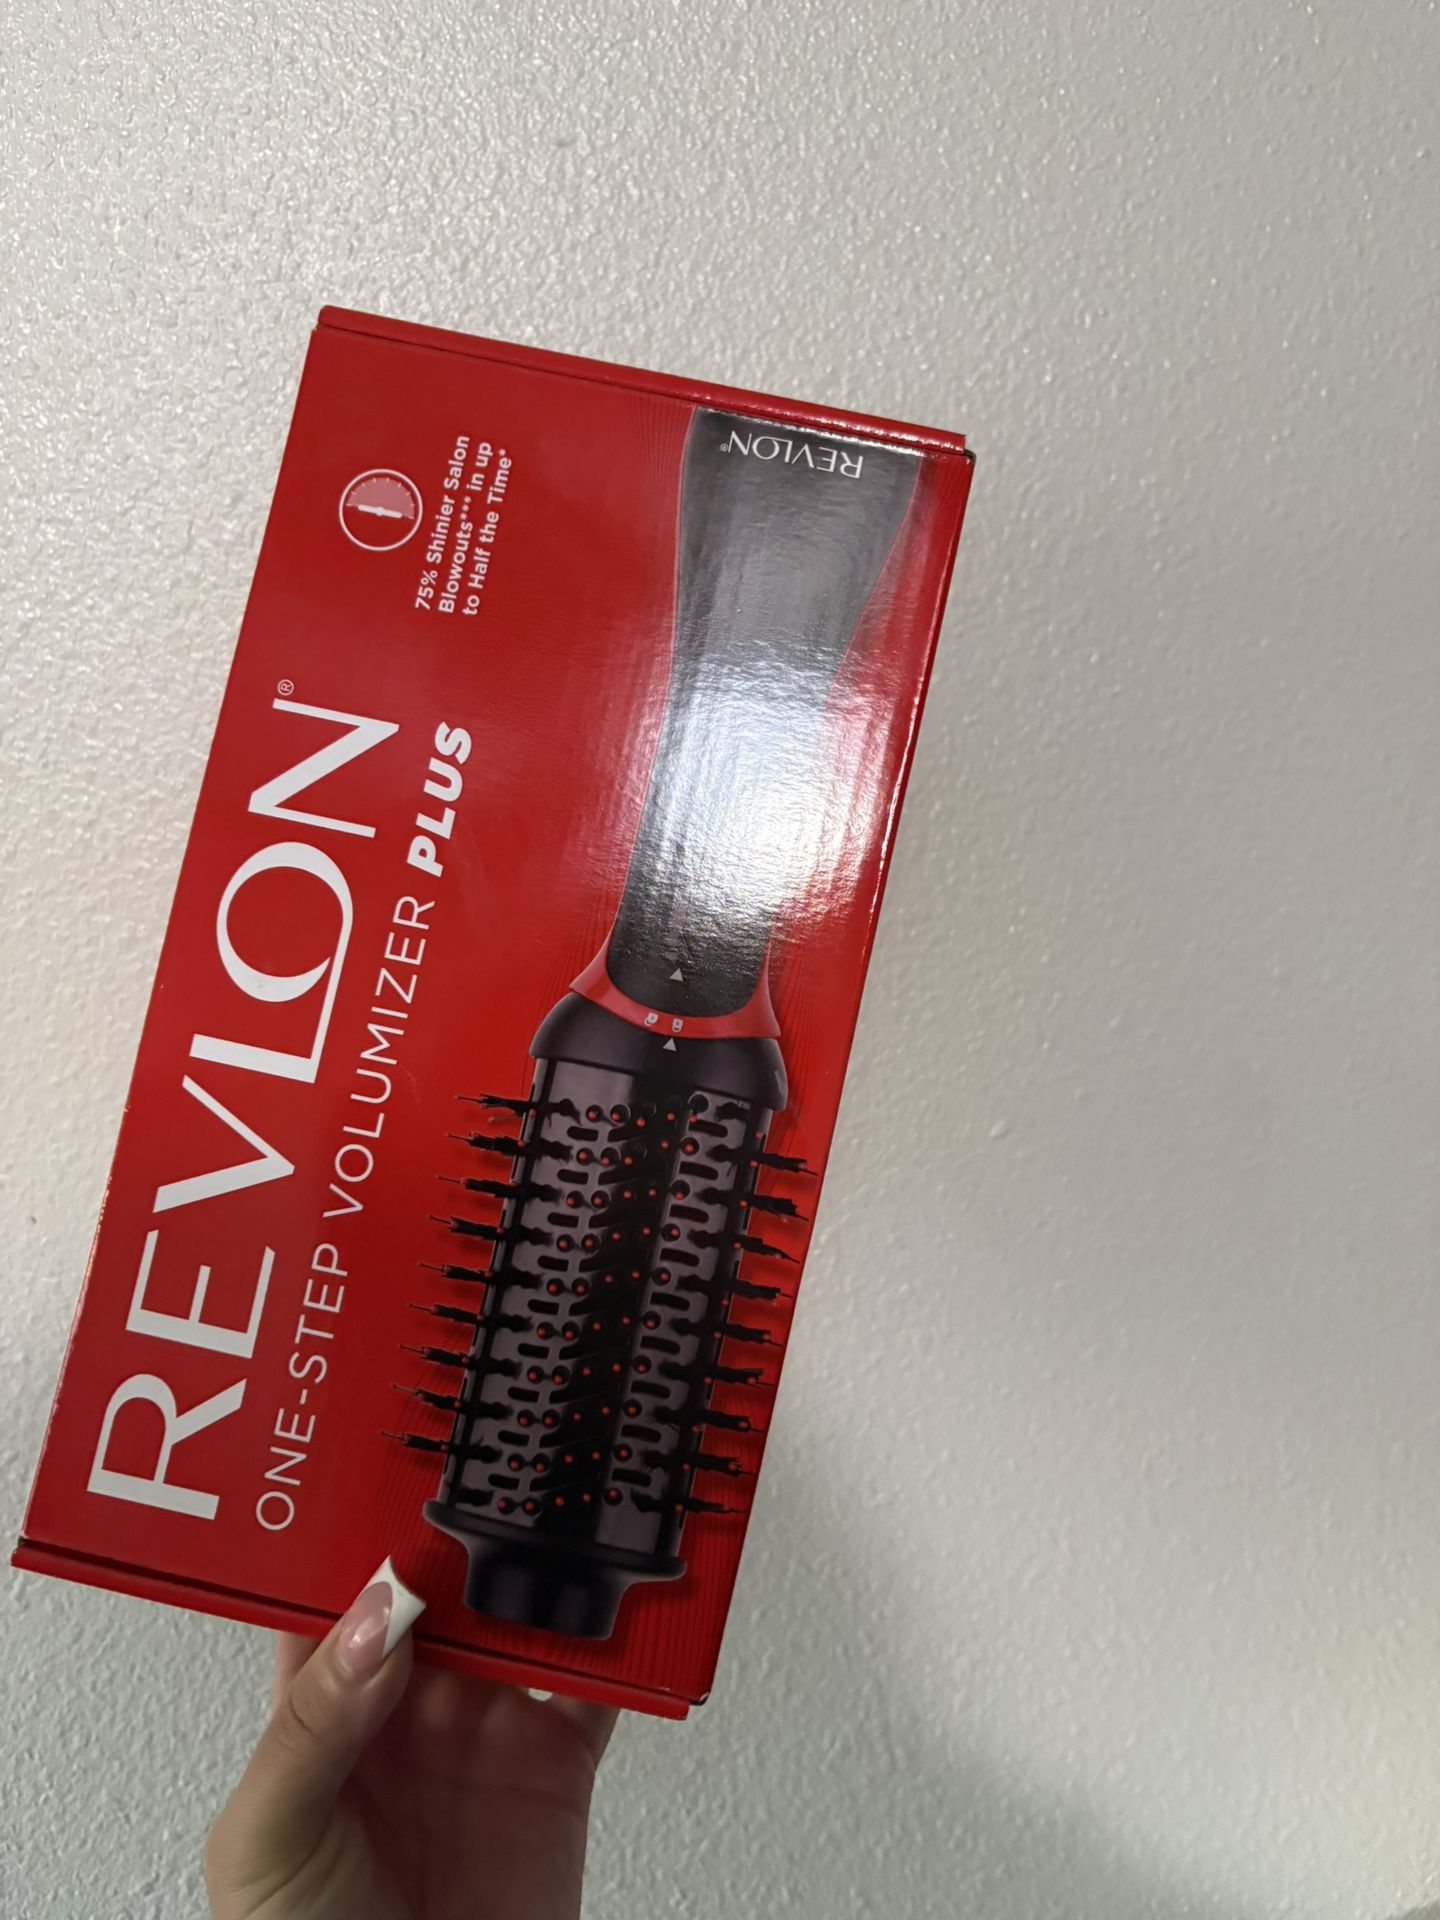 REVLON®
ONE-STEP VOLUMIZER PLUS
75% Shinier Salon
Blowouts*** in up
to Half the Time*
REVLON®